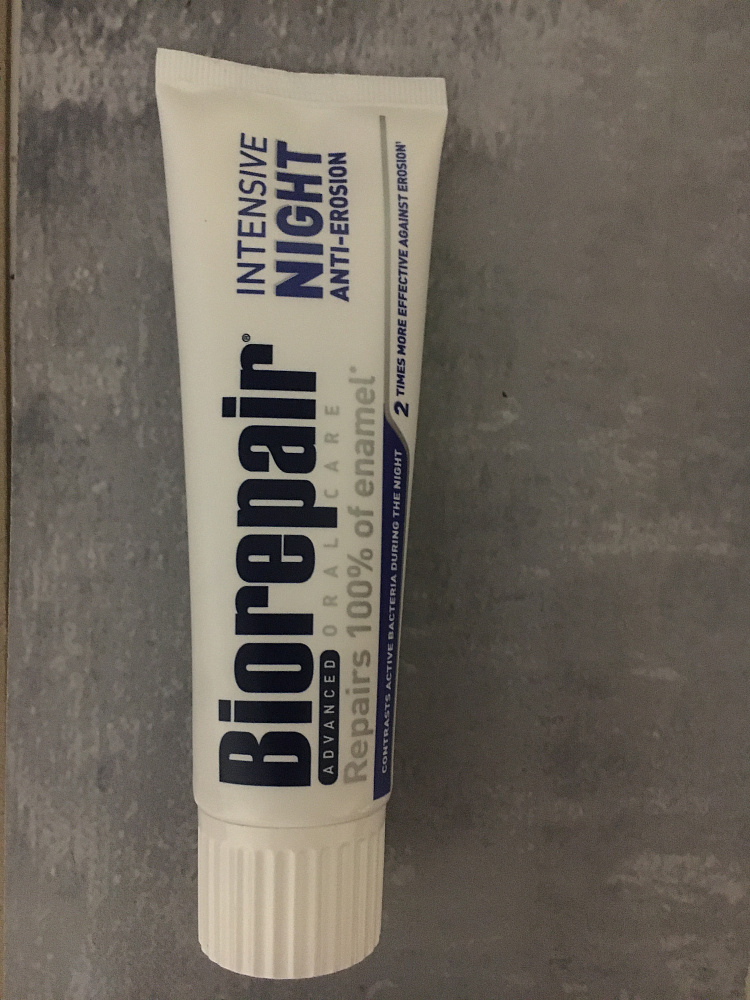 Biorepair®
ADVANCED ORAL CARE
Repairs 100% of enamel*
INTENSIVE
NIGHT
ANTI-EROSION
CONTRASTS ACTIVE BACTERIA DURING THE NIGHT
2 TIMES MORE EFFECTIVE AGAINST EROSION¹